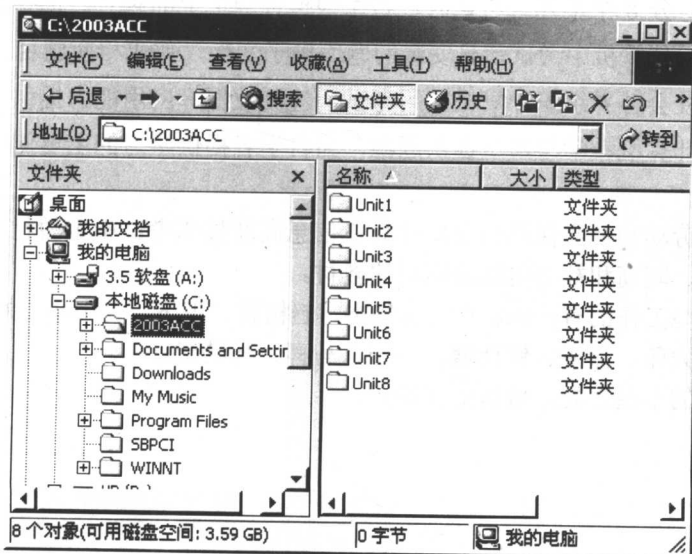 C:\2003ACC
文件(F) 编辑(E) 查看(V) 收藏(A) 工具(T) 帮助(H)
后退 搜索 文件夹 历史 »
地址(D) C:\2003ACC 转到
文件夹 ×
桌面
我的文档
我的电脑
3.5 软盘 (A:)
本地磁盘 (C:)
2003ACC
Documents and Settir
Downloads
My Music
Program Files
SBPCI
WINNT
名称 大小 类型
Unit1 文件夹
Unit2 文件夹
Unit3 文件夹
Unit4 文件夹
Unit5 文件夹
Unit6 文件夹
Unit7 文件夹
Unit8 文件夹
8 个对象(可用磁盘空间: 3.59 GB) 0 字节 我的电脑